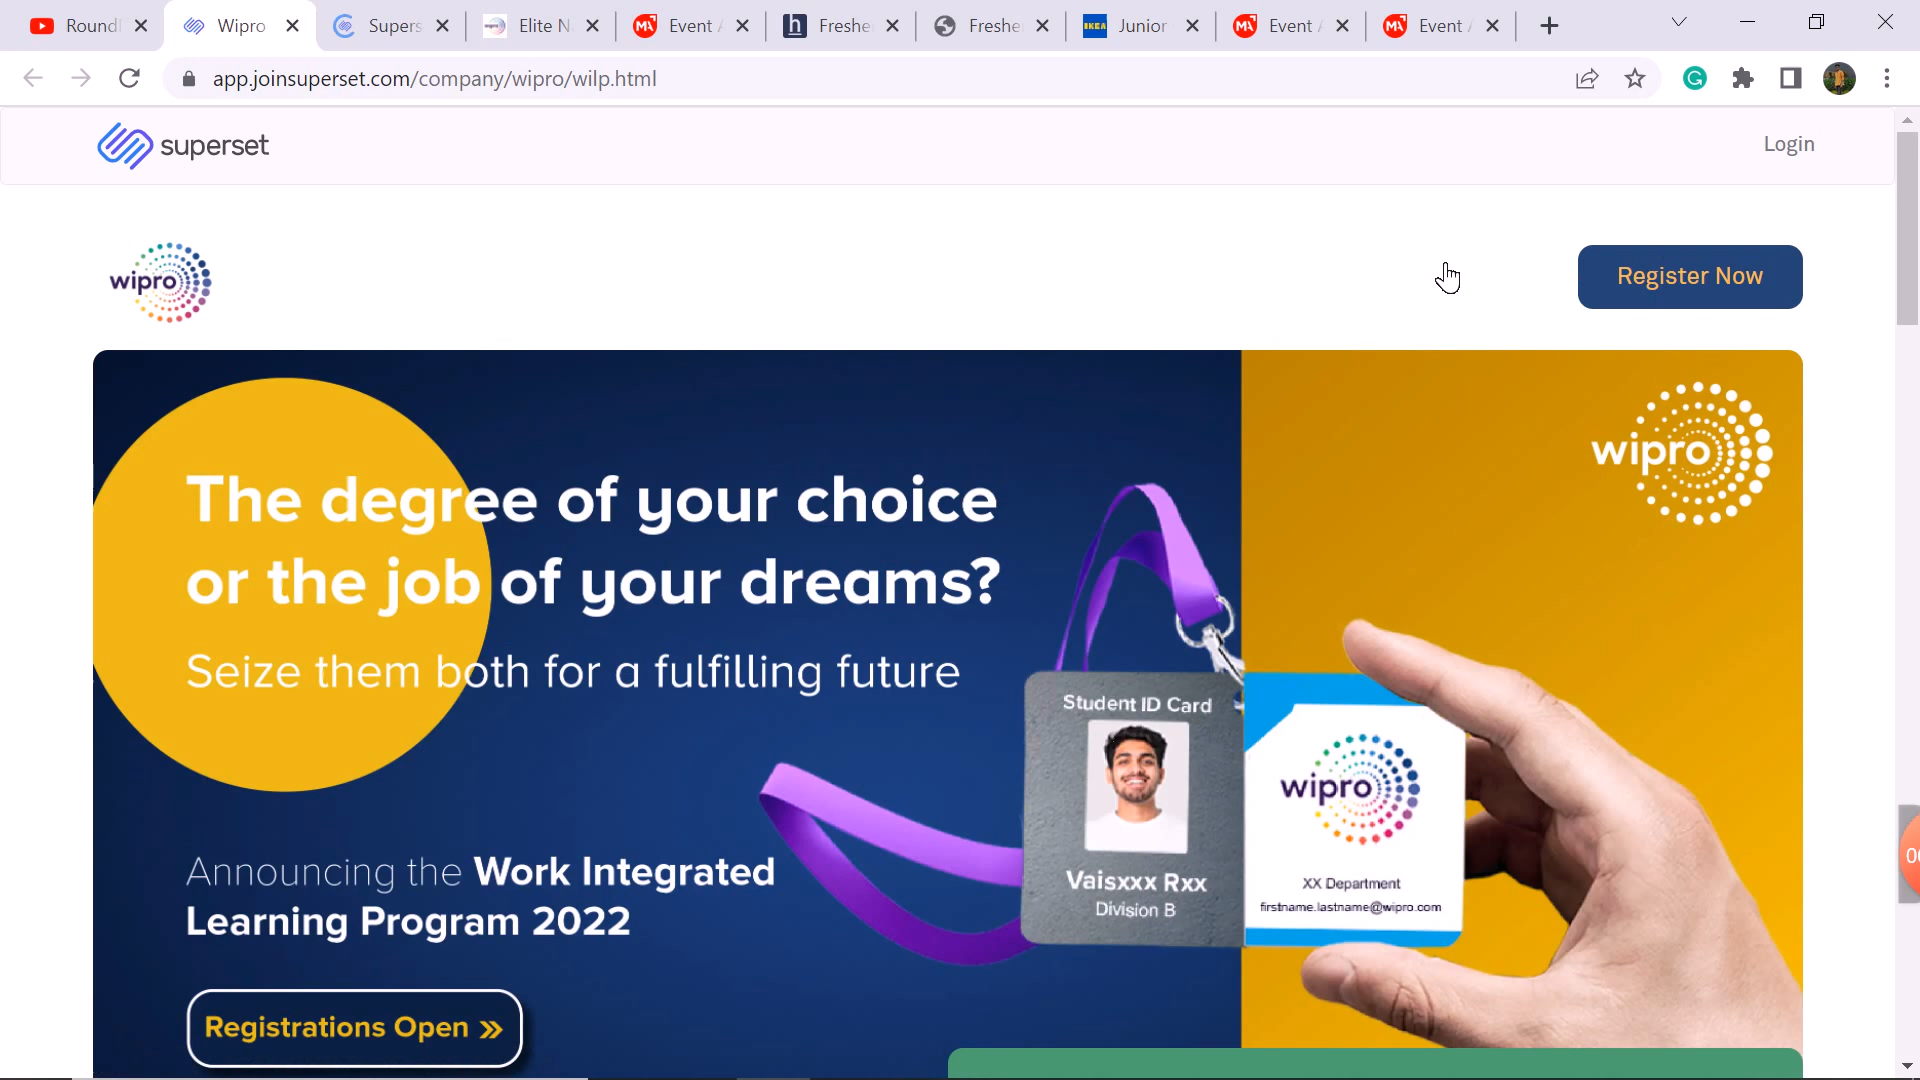 Roundl
Wipro
Supers
Elite N
Event A
Freshe
Freshe
Junior
Event A
Event A
app.joinsuperset.com/company/wipro/wilp.html
superset
Login
wipro
Register Now
wipro
The degree of your choice
or the job of your dreams?
Seize them both for a fulfilling future
Student ID Card
wipro
Vaisxxx Rxx
Division B
XX Department
firstname.lastname@wipro.com
Announcing the Work Integrated
Learning Program 2022
Registrations Open »